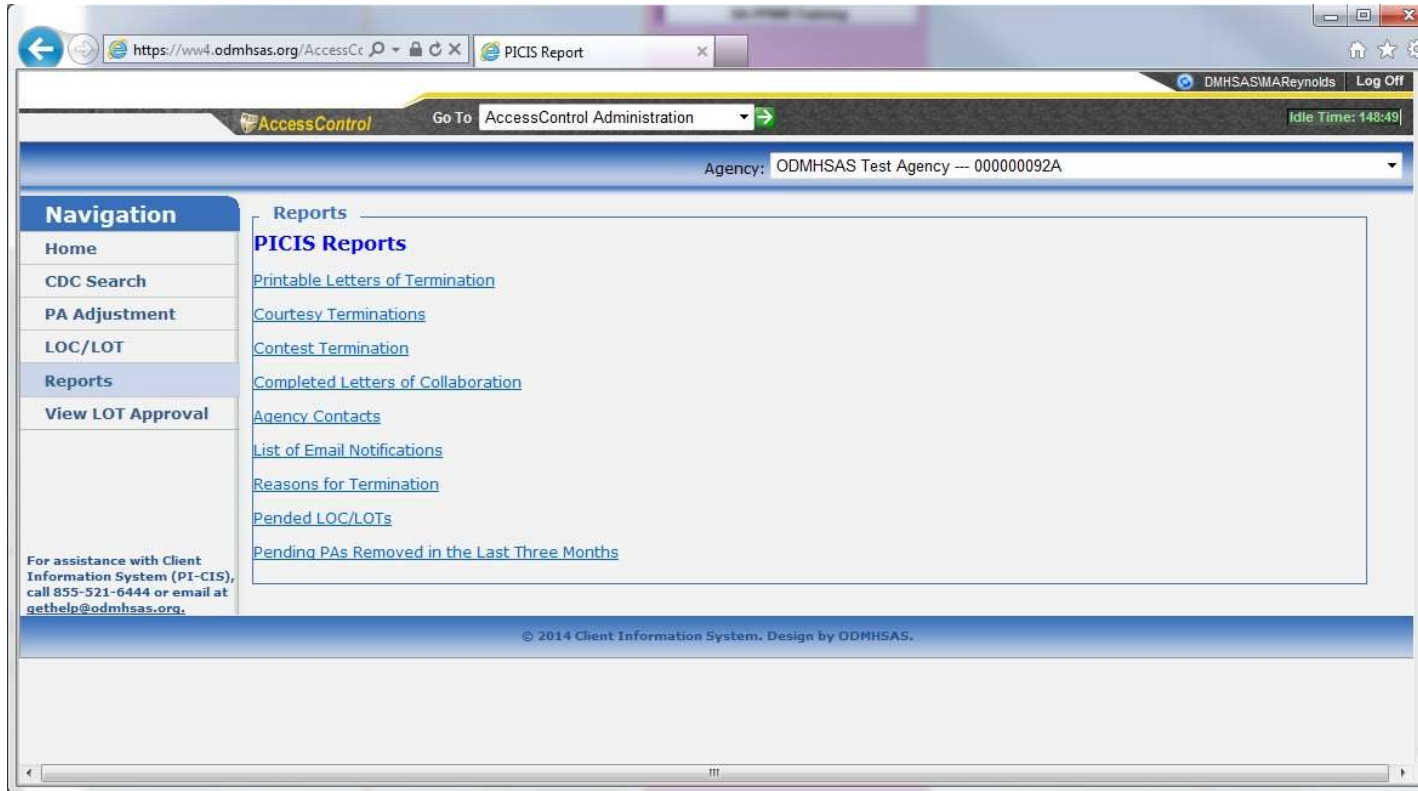 https://ww4.odmhsas.org/AccessCc
PICIS Report
DMHSAS\MAReynolds Log Off
AccessControl
Go To AccessControl Administration
Idle Time: 148:49
Agency: ODMHSAS Test Agency --- 000000092A
Navigation
Home
CDC Search
PA Adjustment
LOC/LOT
Reports
View LOT Approval
For assistance with Client
Information System (PI-CIS),
call 855-521-6444 or email at
gethelp@odmhsas.org.
Reports
PICIS Reports
Printable Letters of Termination
Courtesy Terminations
Contest Termination
Completed Letters of Collaboration
Agency Contacts
List of Email Notifications
Reasons for Termination
Pended LOC/LOTs
Pending PAs Removed in the Last Three Months
© 2014 Client Information System. Design by ODMHSAS.